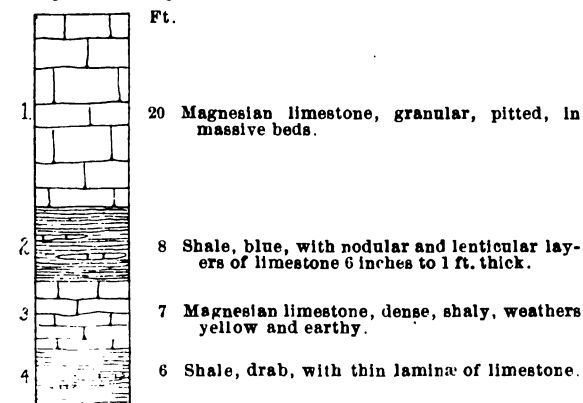 Ft.
1. 20 Magnesian limestone, granular, pitted, in
massive beds.
2 8 Shale, blue, with nodular and lenticular lay-
ers of limestone 6 inches to 1 ft. thick.
3 7 Magnesian limestone, dense, shaly, weathers
yellow and earthy.
4 6 Shale, drab, with thin laminæ of limestone.